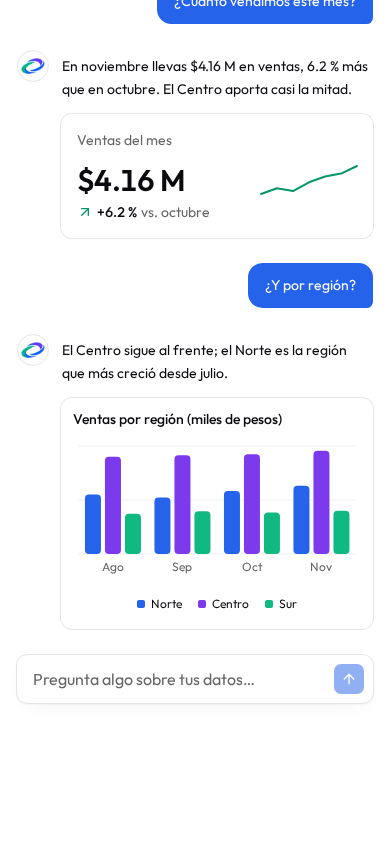 ¿Cuánto vendimos este mes?
En noviembre llevas $4.16 M en ventas, 6.2 % más
que en octubre. El Centro aporta casi la mitad.
Ventas del mes
$4.16 M
+6.2 % vs. octubre
¿Y por región?
El Centro sigue al frente; el Norte es la región
que más creció desde julio.
Ventas por región (miles de pesos)
Ago Sep Oct Nov
Norte Centro Sur
Pregunta algo sobre tus datos...